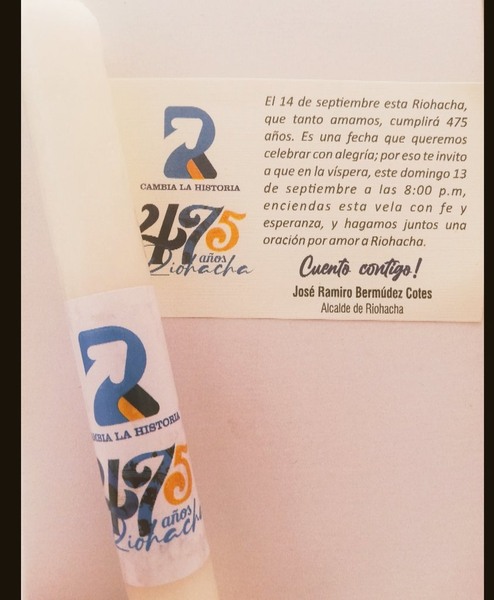 CAMBIA LA HISTORIA
475
años
Riohacha
El 14 de septiembre esta Riohacha,
que tanto amamos, cumplirá 475
años. Es una fecha que queremos
celebrar con alegría; por eso te invito
a que en la víspera, este domingo 13
de septiembre a las 8:00 p.m,
enciendas esta vela con fe y
esperanza, y hagamos juntos una
oración por amor a Riohacha.
Cuento contigo!
José Ramiro Bermúdez Cotes
Alcalde de Riohacha
R
MBIA LA HISTORIA
475
años
Riohach